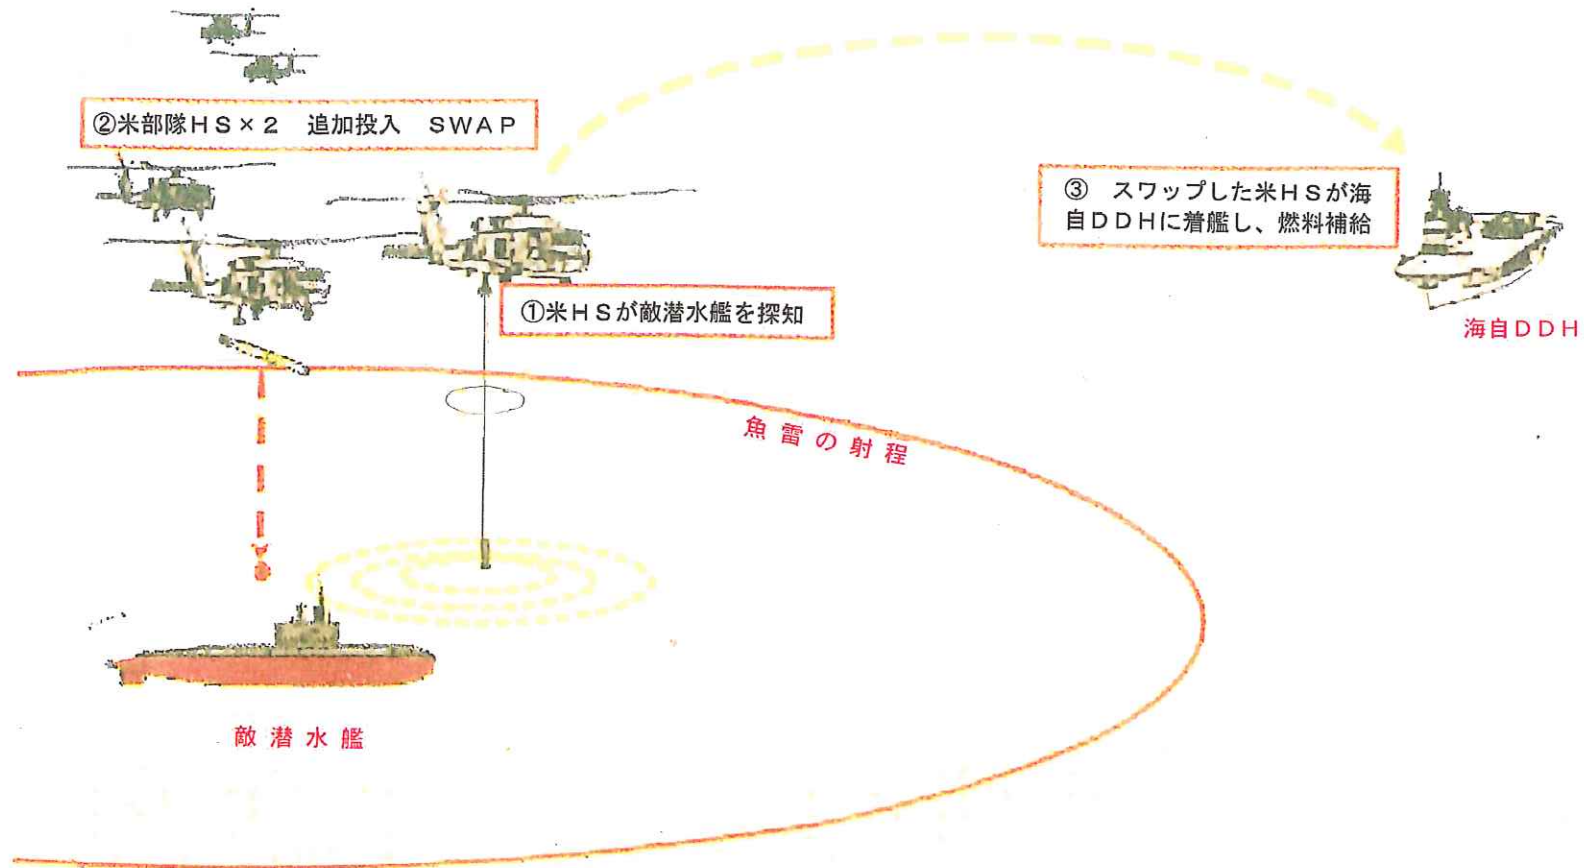 ②米部隊HS×2　追加投入　SWAP
③　スワップした米HSが海
自DDHに着艦し、燃料補給
①米HSが敵潜水艦を探知
海自DDH
魚雷の射程
敵潜水艦